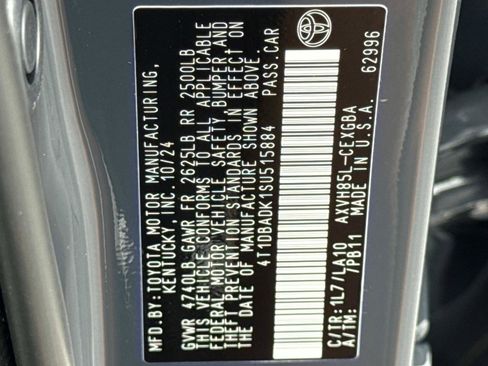 MFD.BY:TOYOTA MOTOR MANUFACTURING
KENTUCKY, INC. 10/24
GVWR 4740LB GAWR FR 2625LB RR 2500LB
THIS VEHICLE CONFORMS TO ALL APPLICABLE
FEDERAL MOTOR VEHICLE SAFETY, BUMPER AND
THEFT PREVENTION STANDARDS IN EFFECT ON
THE DATE OF MANUFACTURE SHOWN ABOVE.
4T1DBADK1SU515884 PASS.CAR
C/TR:1L7/LA10 AXVH85L-CEXGBA
A/TM: /PB11 MADE IN U.S.A.
62996